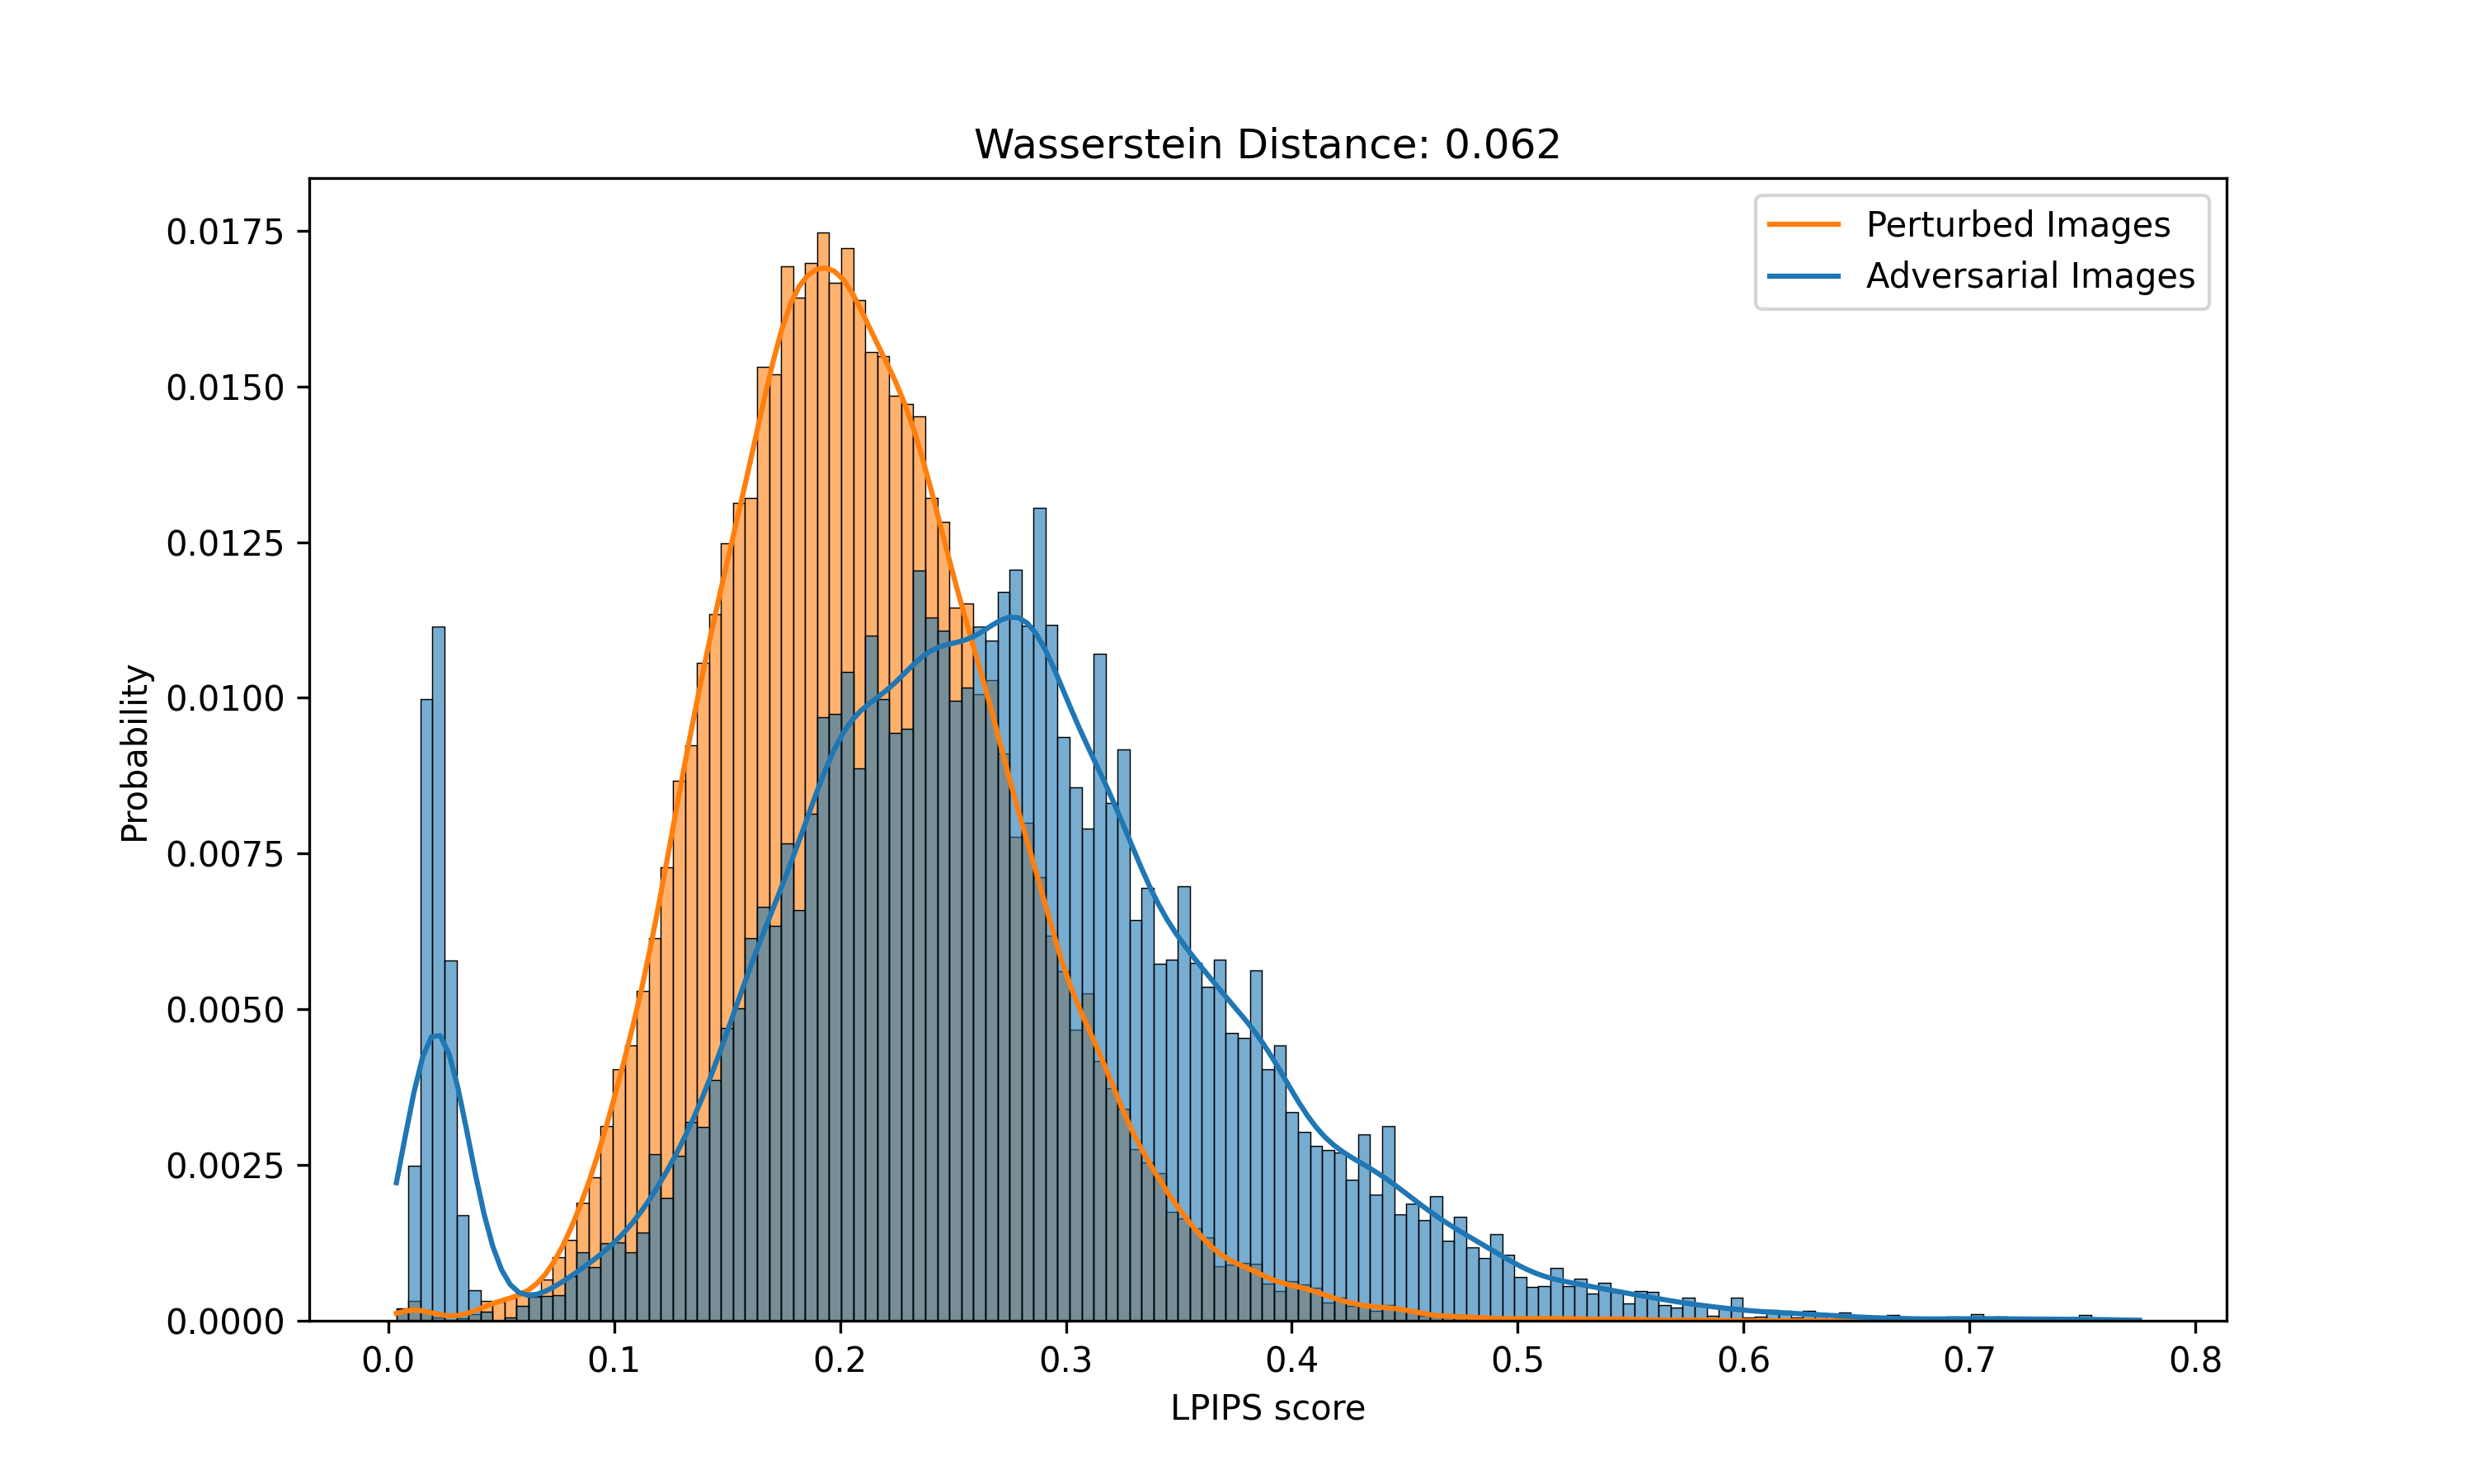 Wasserstein Distance: 0.062
Perturbed Images
Adversarial Images
0.0175
0.0150
0.0125
0.0100
0.0075
0.0050
0.0025
0.0000
Probability
0.0 0.1 0.2 0.3 0.4 0.5 0.6 0.7 0.8
LPIPS score